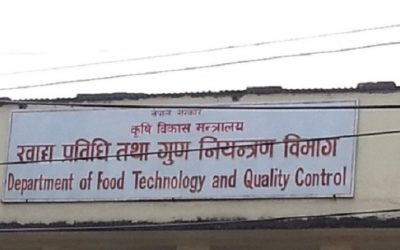 नेपाल सरकार
कृषि विकास मन्त्रालय
खाद्य प्रविधि तथा गुण नियन्त्रण विभाग
Department of Food Technology and Quality Control